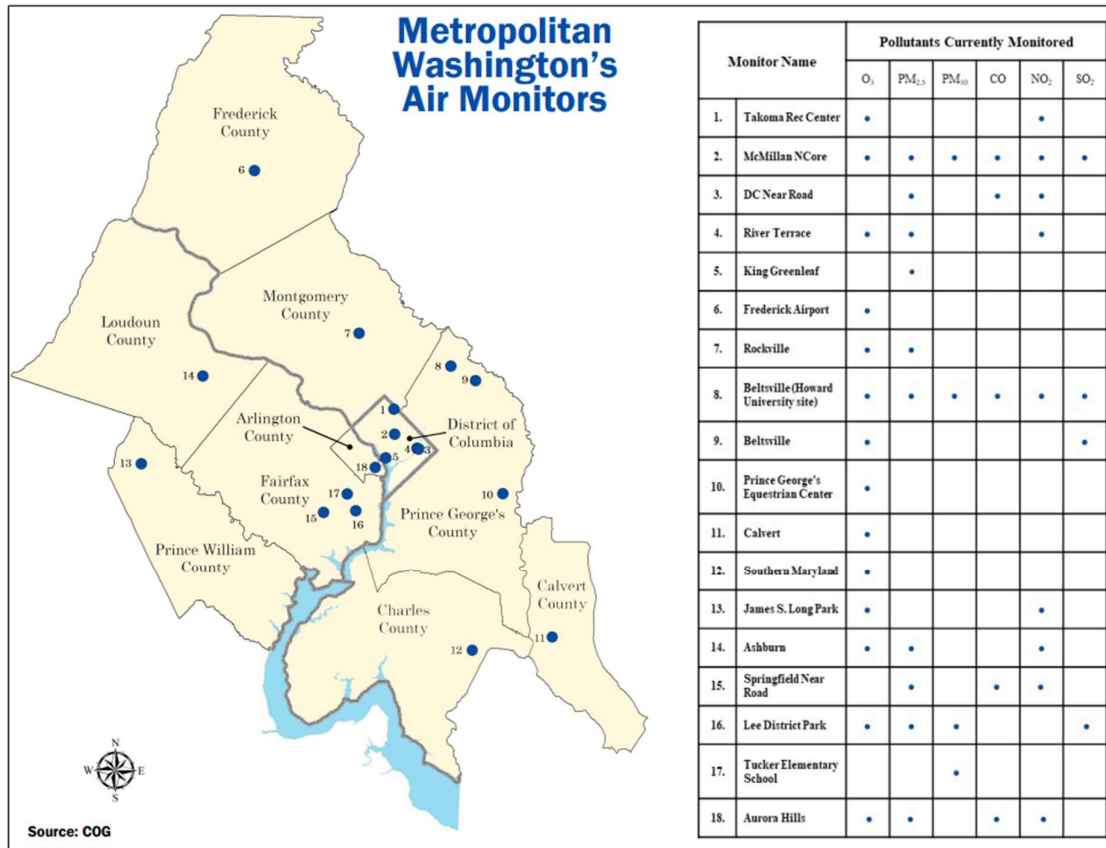 Metropolitan
Washington's
Air Monitors
Frederick
County
6
Montgomery
County
7
Loudoun
County
14
8
9
1
Arlington
County
2
District of
Columbia
4
3
5
18
13
Fairfax
County
17
15
16
10
Prince George's
County
Prince William
County
Calvert
County
Charles
County
11
12
N
W
E
S
Source: COG
Monitor Name
Pollutants Currently Monitored
O₃ PM₂.₅ PM₁₀ CO NO₂ SO₂
1. Takoma Rec Center • •
2. McMillan NCore • • • • • •
3. DC Near Road • • •
4. River Terrace • • •
5. King Greenleaf •
6. Frederick Airport •
7. Rockville • •
8. Beltsville (Howard
University site) • • • • • •
9. Beltsville • •
10. Prince George's
Equestrian Center •
11. Calvert •
12. Southern Maryland •
13. James S. Long Park • •
14. Ashburn • • •
15. Springfield Near
Road • • •
16. Lee District Park • • • •
17. Tucker Elementary
School •
18. Aurora Hills • • • •